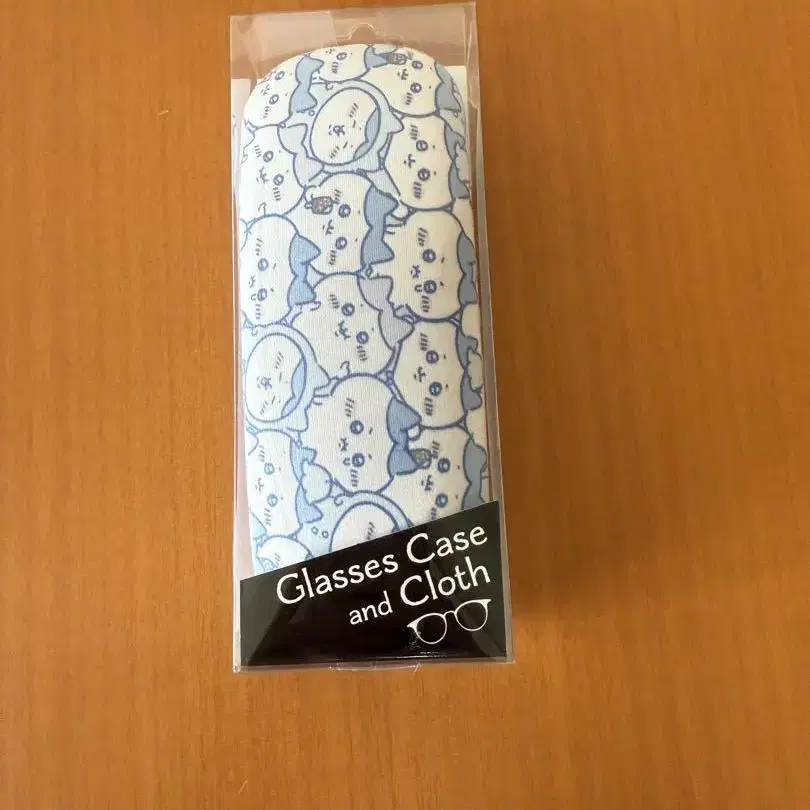 Glasses Case
and Cloth